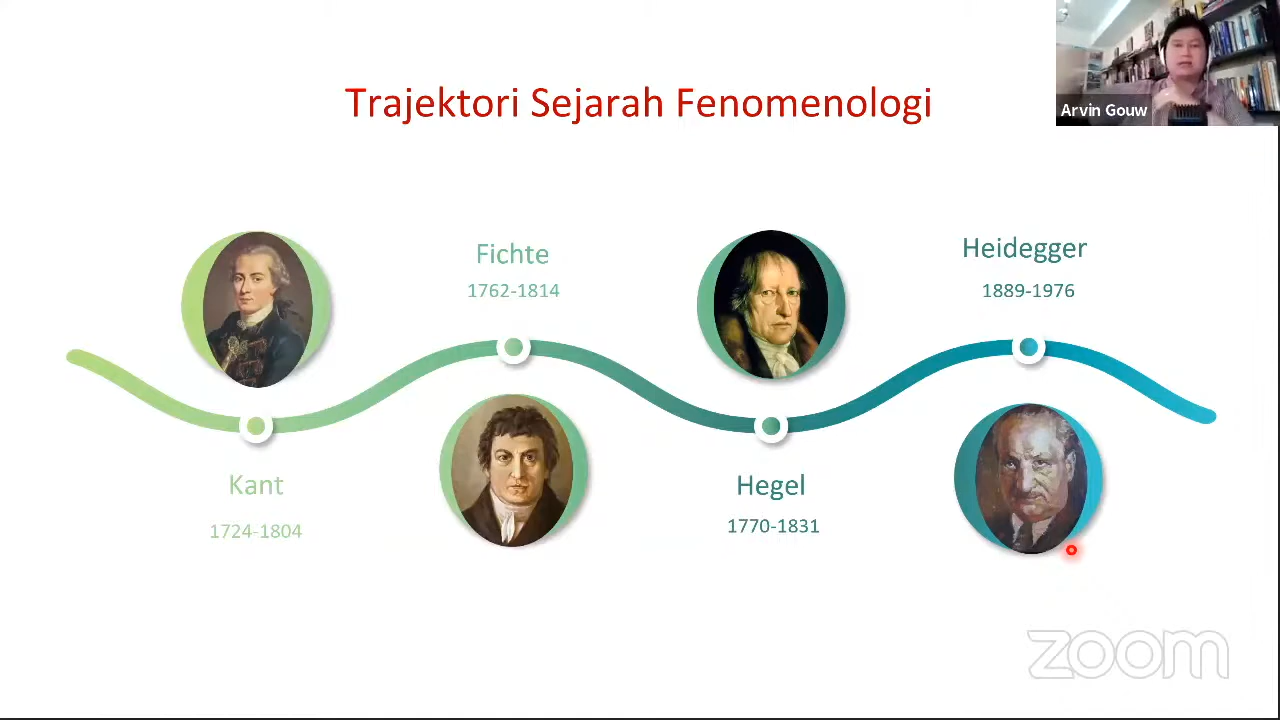 Trajektori Sejarah Fenomenologi
Arvin Gouw
Kant
1724-1804
Fichte
1762-1814
Hegel
1770-1831
Heidegger
1889-1976
zoom